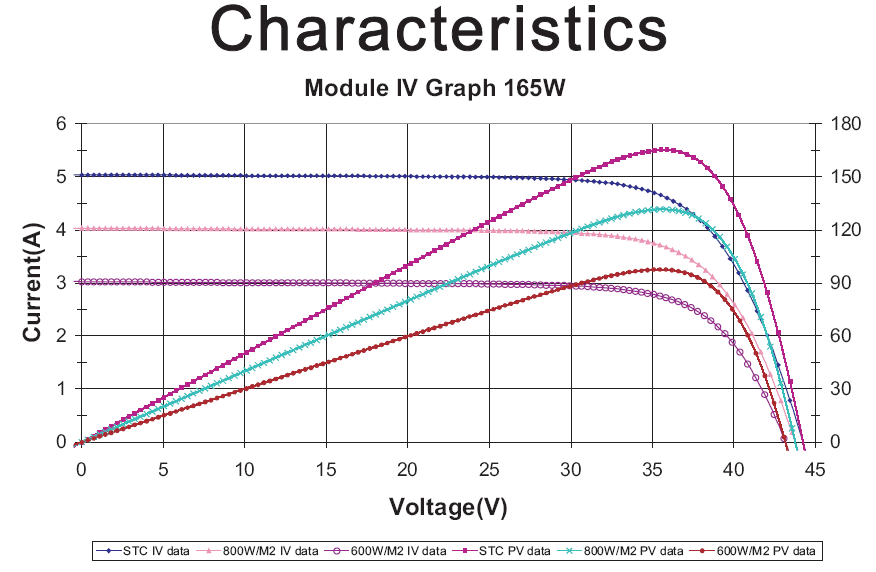 Characteristics
Module IV Graph 165W
6
5
4
3
2
1
0
Current(A)
180
150
120
90
60
30
0
0 5 10 15 20 25 30 35 40 45
Voltage(V)
STC IV data 800W/M2 IV data 600W/M2 IV data STC PV data 800W/M2 PV data 600W/M2 PV data